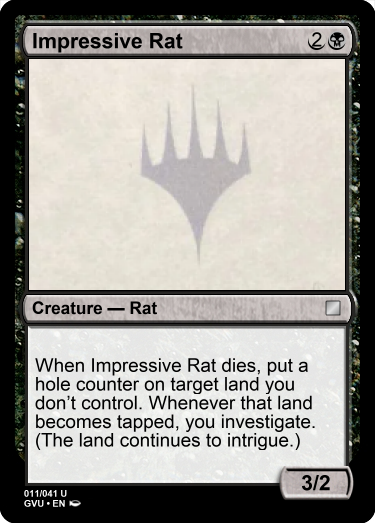 Impressive Rat 2
Creature — Rat
When Impressive Rat dies, put a
hole counter on target land you
don't control. Whenever that land
becomes tapped, you investigate.
(The land continues to intrigue.)
3/2
011/041 U
GVU • EN